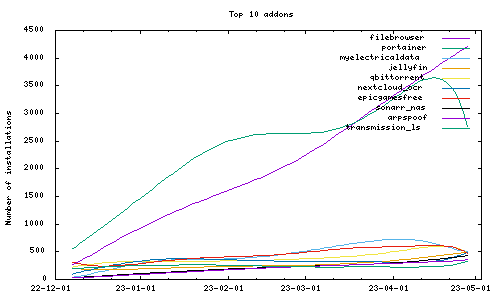 Top 10 addons
4500
4000
3500
3000
2500
2000
1500
1000
500
0
Number of installations
filebrowser
portainer
myelectricaldata
jellyfin
qbittorrent
nextcloud_ocr
epicgamesfree
sonarr_nas
arpspoof
transmission_ls
22-12-01 23-01-01 23-02-01 23-03-01 23-04-01 23-05-01